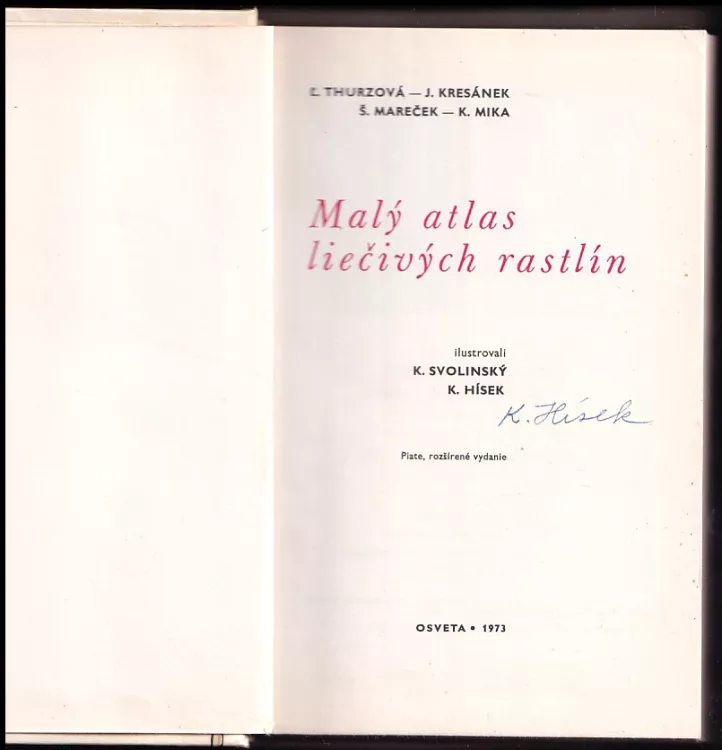 Ľ. THURZOVÁ — J. KRESÁNEK
Š. MAREČEK — K. MIKA
Malý atlas
liečivých rastlín
ilustrovali
K. SVOLINSKÝ
K. HÍSEK
K. Hísek
Piate, rozšírené vydanie
OSVETA • 1973